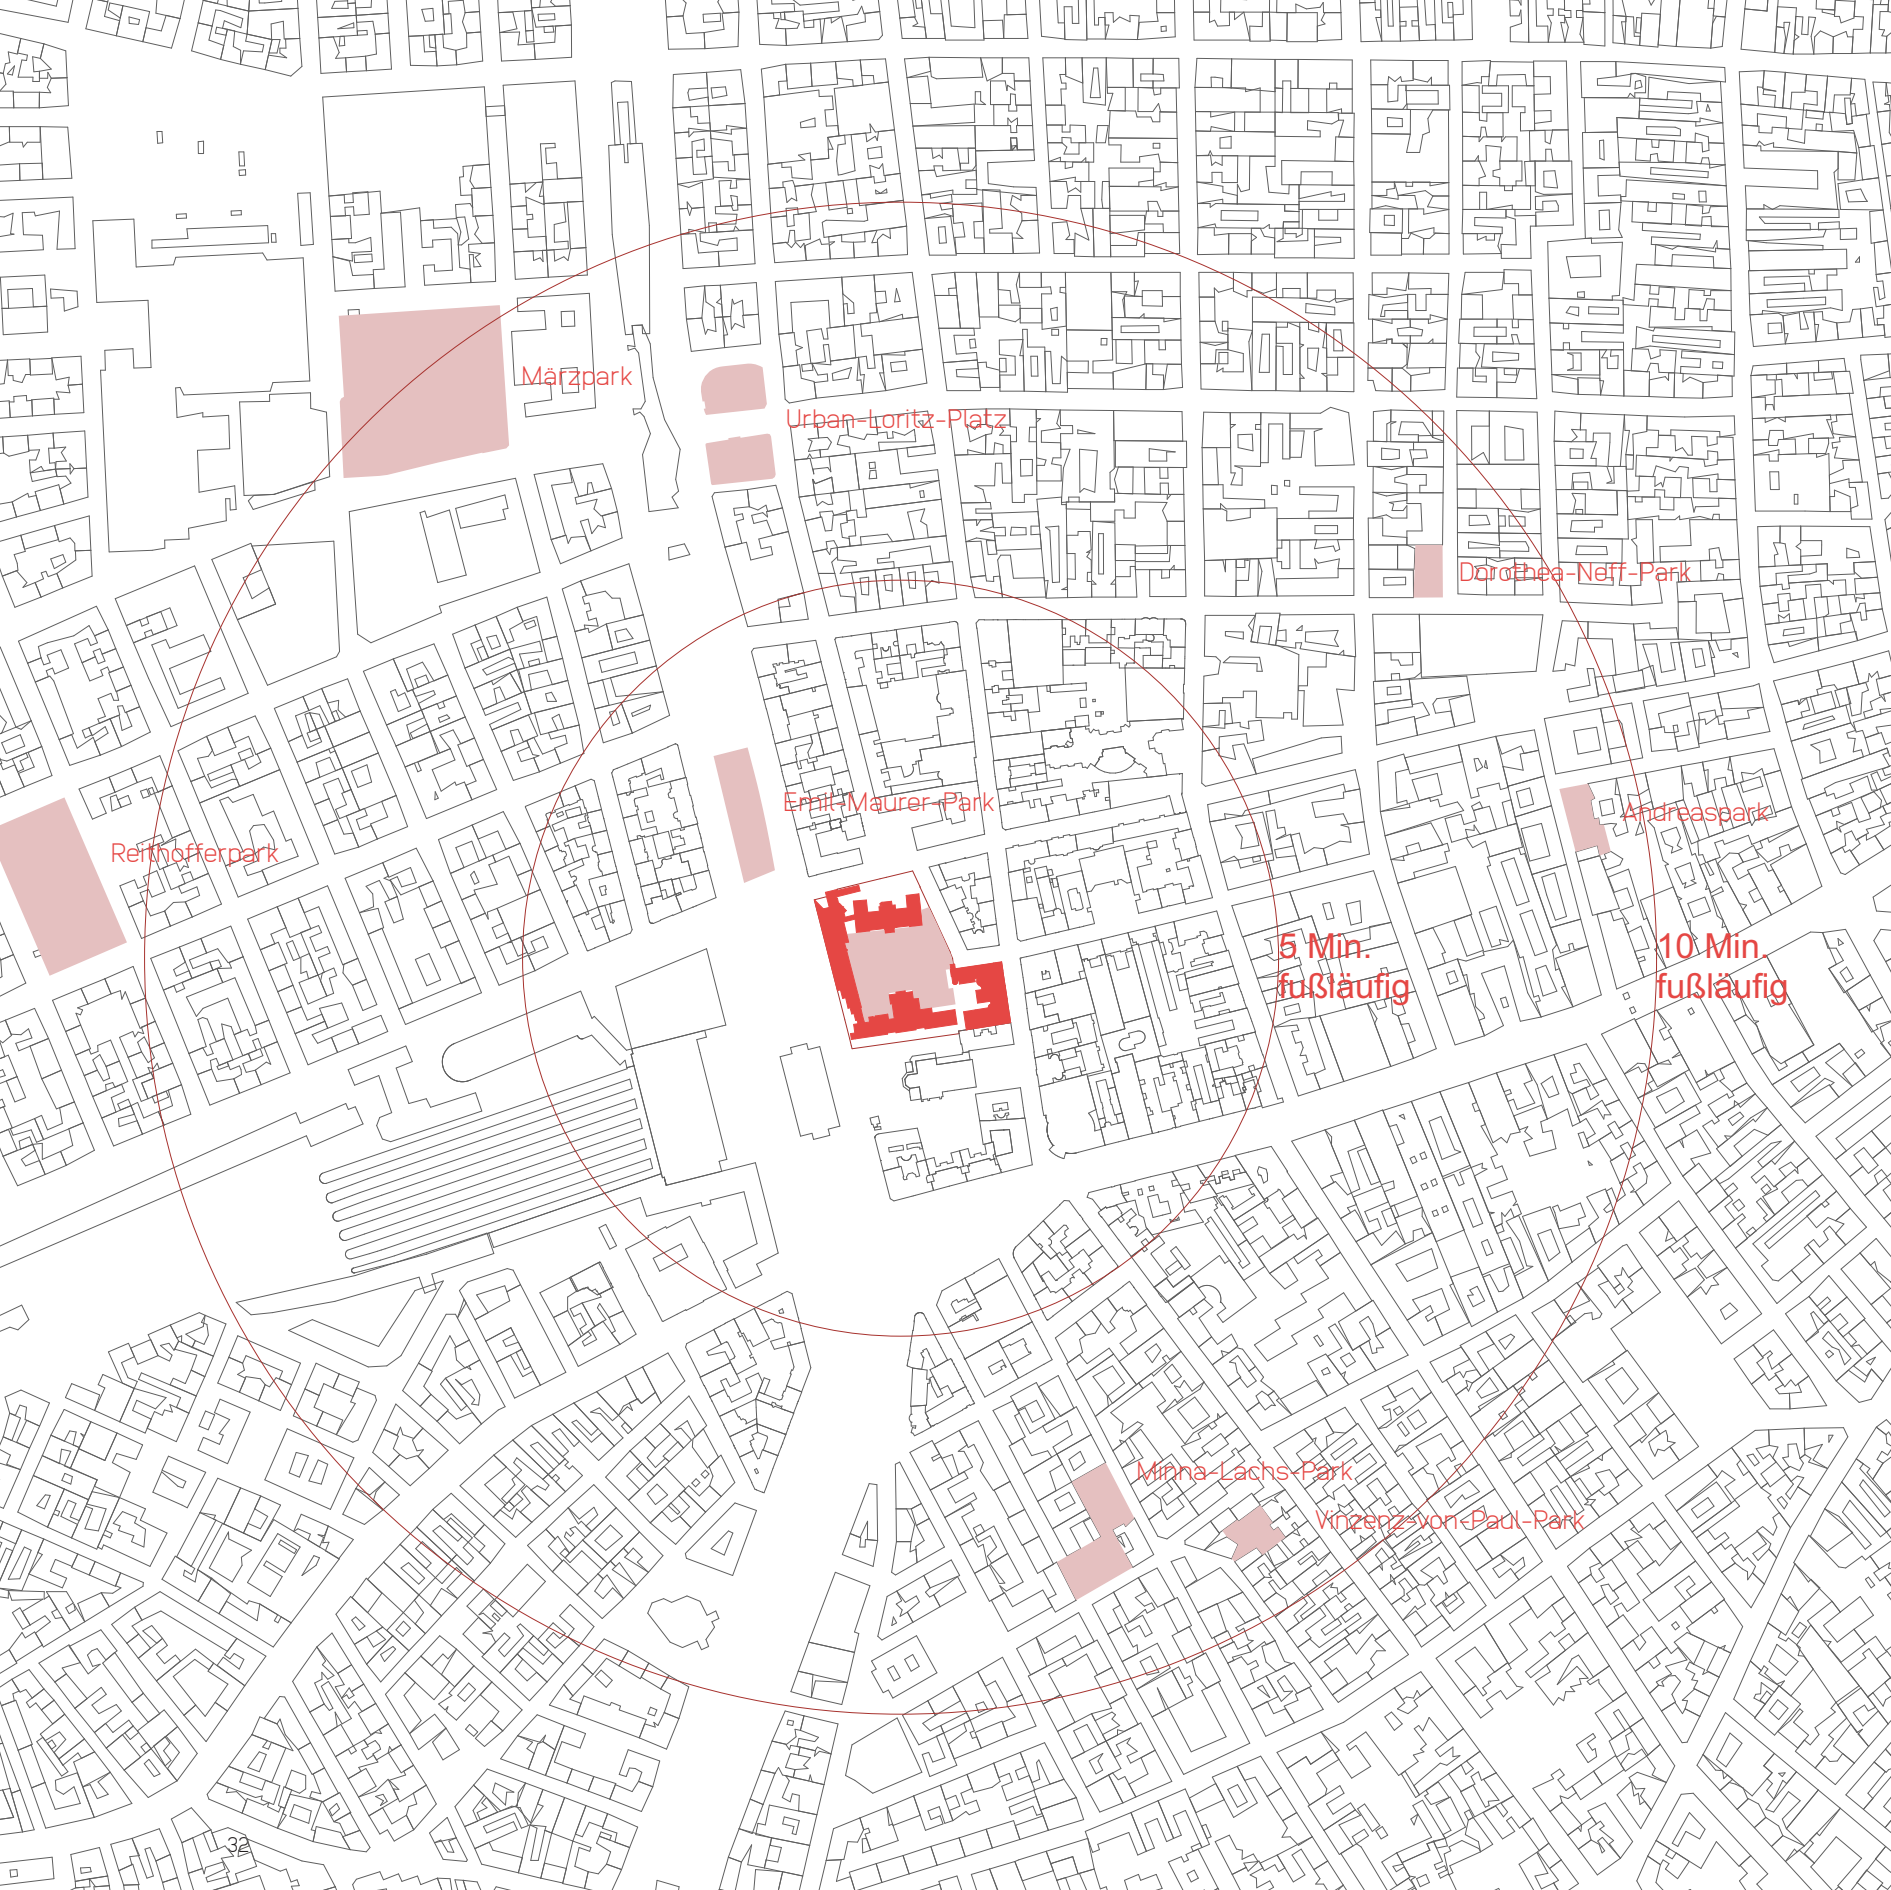 Märzpark
Urban-Loritz-Platz
Dorothea-Neff-Park
Emil-Maurer-Park
Andreaspark
Reithofferpark
5 Min.
fußläufig
10 Min.
fußläufig
Minna-Lachs-Park
Vinzenz-von-Paul-Park
32